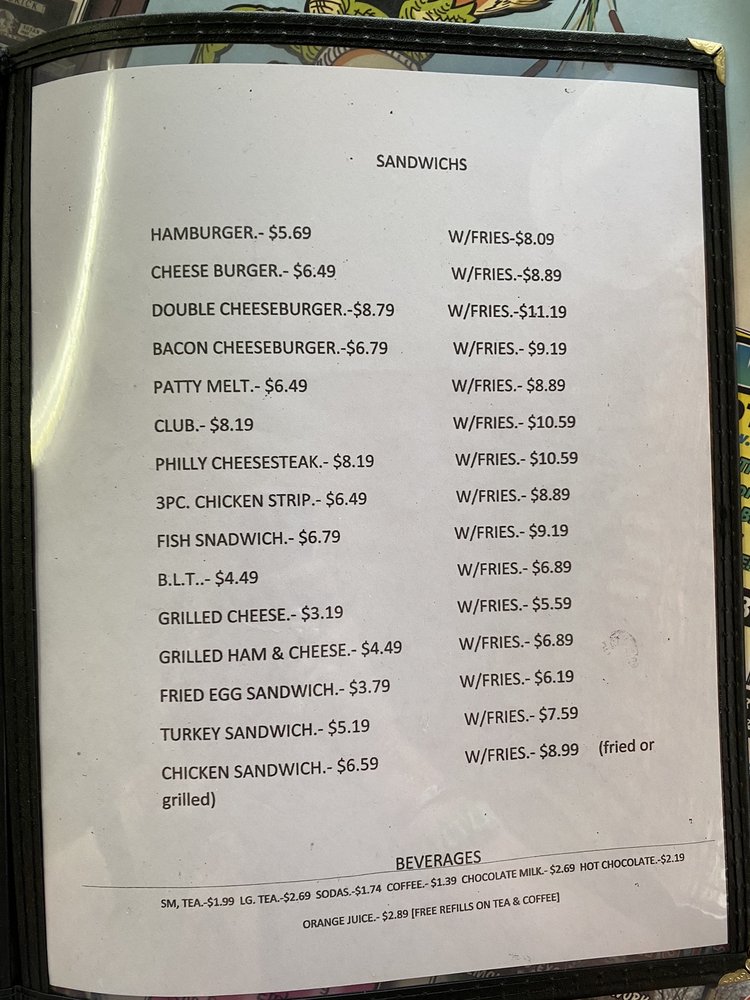 SANDWICHS
HAMBURGER.- $5.69 W/FRIES-$8.09
CHEESE BURGER.- $6.49 W/FRIES.-$8.89
DOUBLE CHEESEBURGER.-$8.79 W/FRIES.-$11.19
BACON CHEESEBURGER.-$6.79 W/FRIES.- $9.19
PATTY MELT.- $6.49 W/FRIES.- $8.89
CLUB.- $8.19 W/FRIES.- $10.59
PHILLY CHEESESTEAK.- $8.19 W/FRIES.- $10.59
3PC. CHICKEN STRIP.- $6.49 W/FRIES.- $8.89
FISH SNADWICH.- $6.79 W/FRIES.- $9.19
B.L.T..- $4.49 W/FRIES.- $6.89
GRILLED CHEESE.- $3.19 W/FRIES.- $5.59
GRILLED HAM & CHEESE.- $4.49 W/FRIES.- $6.89
FRIED EGG SANDWICH.- $3.79 W/FRIES.- $6.19
TURKEY SANDWICH.- $5.19 W/FRIES.- $7.59
CHICKEN SANDWICH.- $6.59 W/FRIES.- $8.99 (fried or
grilled)
BEVERAGES
SM, TEA.-$1.99 LG. TEA.-$2.69 SODAS.-$1.74 COFFEE.- $1.39 CHOCOLATE MILK.- $2.69 HOT CHOCOLATE.-$2.19
ORANGE JUICE.- $2.89 [FREE REFILLS ON TEA & COFFEE]